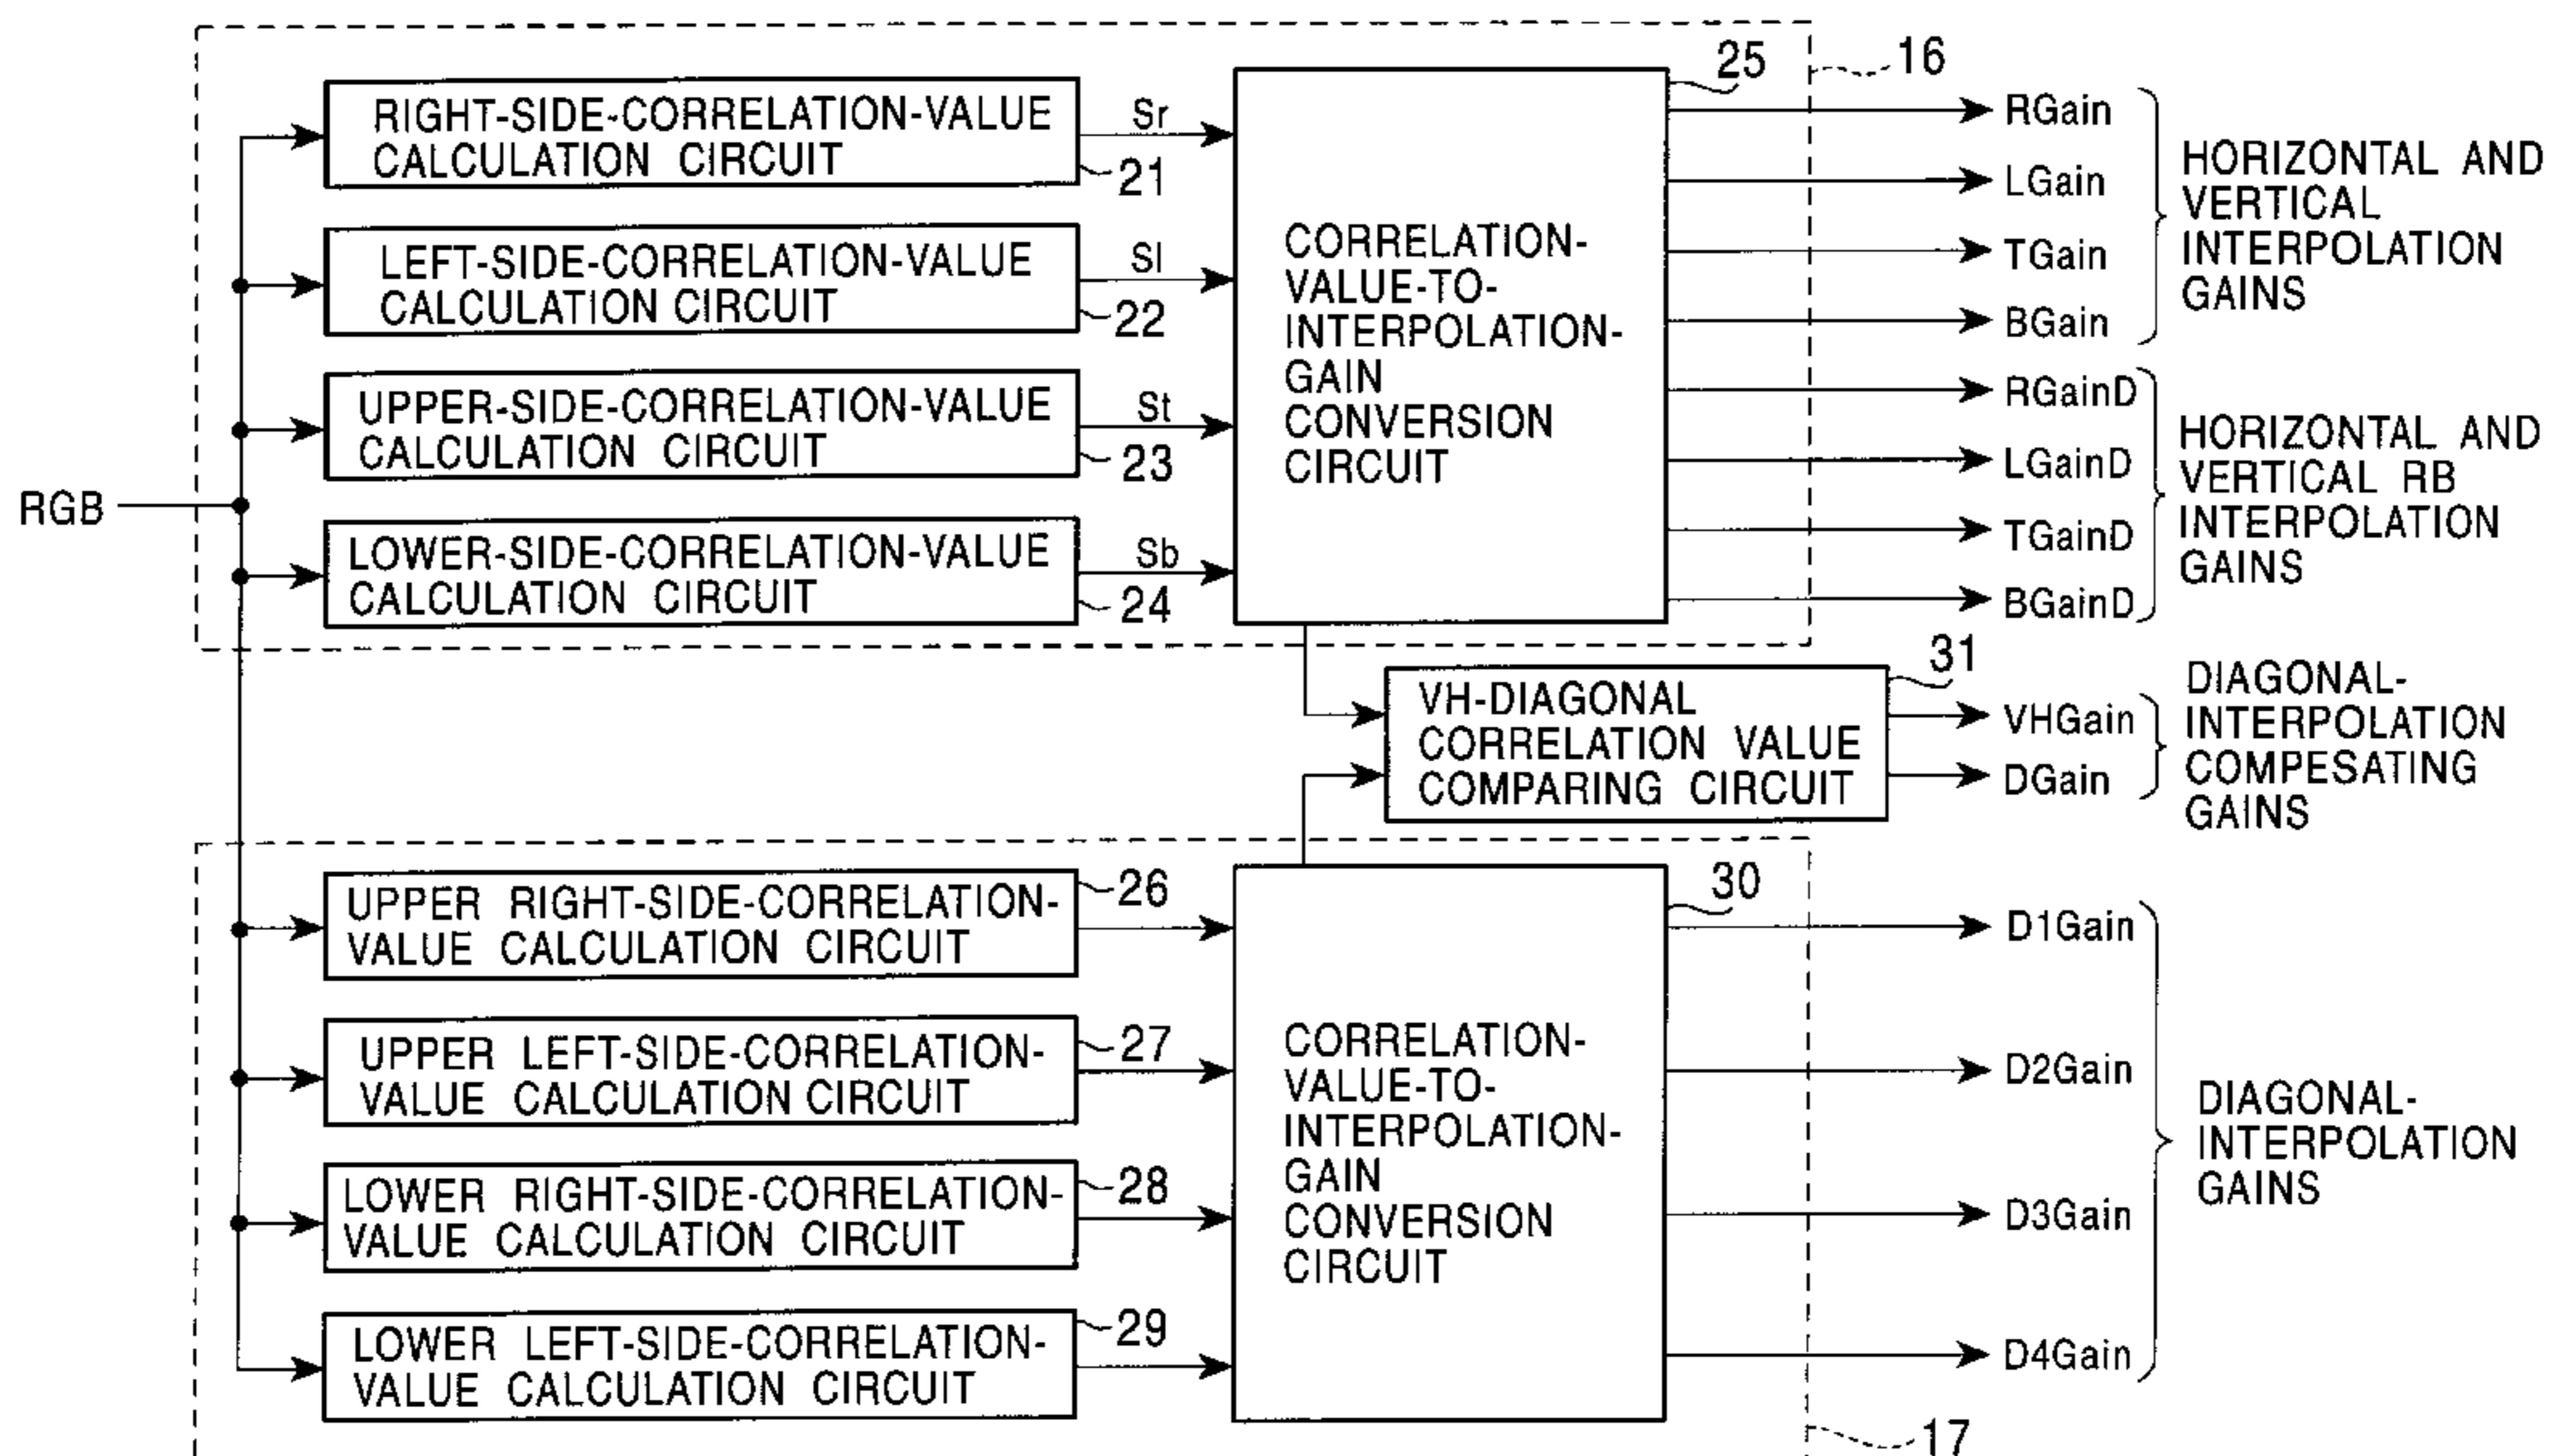 RGB
16
RIGHT-SIDE-CORRELATION-VALUE
CALCULATION CIRCUIT
21
Sr
LEFT-SIDE-CORRELATION-VALUE
CALCULATION CIRCUIT
22
Sl
UPPER-SIDE-CORRELATION-VALUE
CALCULATION CIRCUIT
23
St
LOWER-SIDE-CORRELATION-VALUE
CALCULATION CIRCUIT
24
Sb
25
CORRELATION-
VALUE-TO-
INTERPOLATION-
GAIN
CONVERSION
CIRCUIT
RGain
LGain
TGain
BGain
HORIZONTAL AND
VERTICAL
INTERPOLATION
GAINS
RGainD
LGainD
TGainD
BGainD
HORIZONTAL AND
VERTICAL RB
INTERPOLATION
GAINS
31
VH-DIAGONAL
CORRELATION VALUE
COMPARING CIRCUIT
VHGain
DGain
DIAGONAL-
INTERPOLATION
COMPESATING
GAINS
UPPER RIGHT-SIDE-CORRELATION-
VALUE CALCULATION CIRCUIT
26
UPPER LEFT-SIDE-CORRELATION-
VALUE CALCULATION CIRCUIT
27
LOWER RIGHT-SIDE-CORRELATION-
VALUE CALCULATION CIRCUIT
28
LOWER LEFT-SIDE-CORRELATION-
VALUE CALCULATION CIRCUIT
29
30
CORRELATION-
VALUE-TO-
INTERPOLATION-
GAIN
CONVERSION
CIRCUIT
D1Gain
D2Gain
D3Gain
D4Gain
DIAGONAL-
INTERPOLATION
GAINS
17